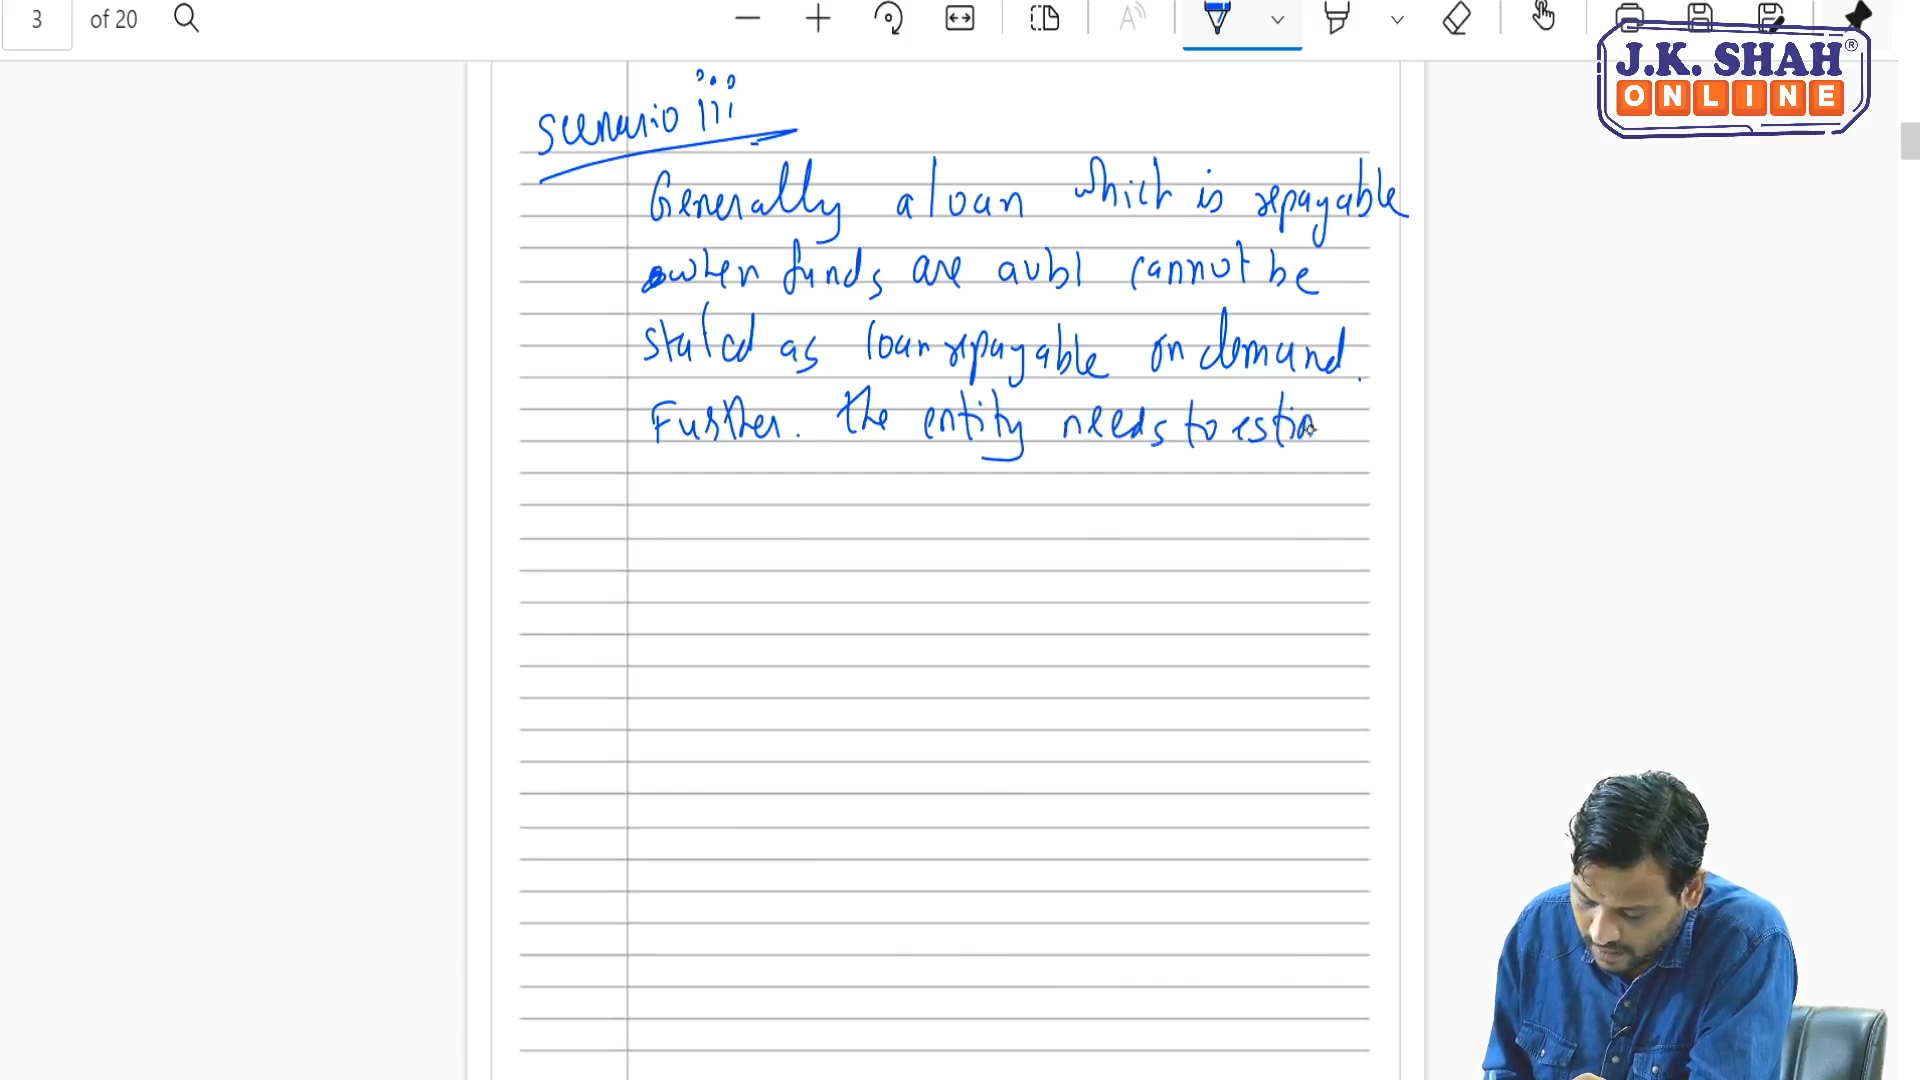 3 of 20
J.K. SHAH®
ONLINE
Scenario iii
Generally a loan which is repayable
when funds are avbl cannot be
stated as loan repayable on demand.
Further. the entity needs to estim